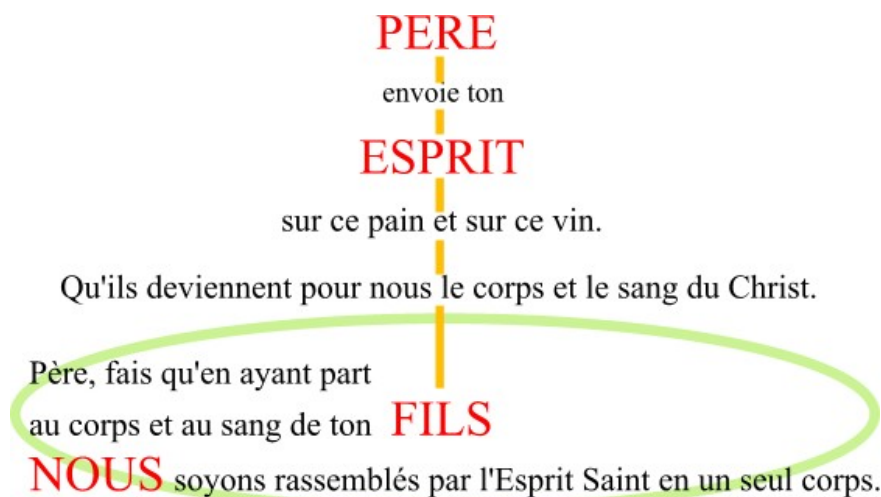 PERE
envoie ton
ESPRIT
sur ce pain et sur ce vin.
Qu'ils deviennent pour nous le corps et le sang du Christ.
Père, fais qu'en ayant part
au corps et au sang de ton FILS
NOUS soyons rassemblés par l'Esprit Saint en un seul corps.